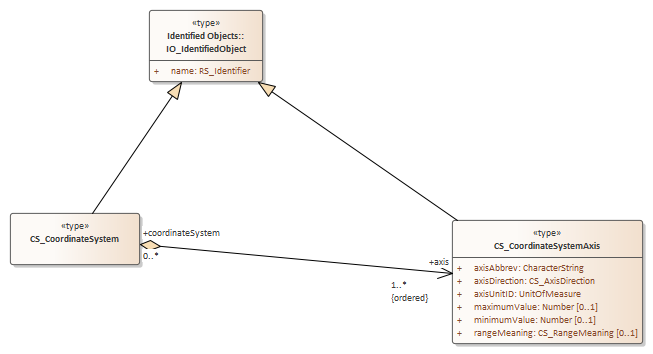 «type»
Identified Objects::
IO_IdentifiedObject
+ name: RS_Identifier
«type»
CS_CoordinateSystem
+coordinateSystem
0..*
+axis
1..*
{ordered}
«type»
CS_CoordinateSystemAxis
+ axisAbbrev: CharacterString
+ axisDirection: CS_AxisDirection
+ axisUnitID: UnitOfMeasure
+ maximumValue: Number [0..1]
+ minimumValue: Number [0..1]
+ rangeMeaning: CS_RangeMeaning [0..1]